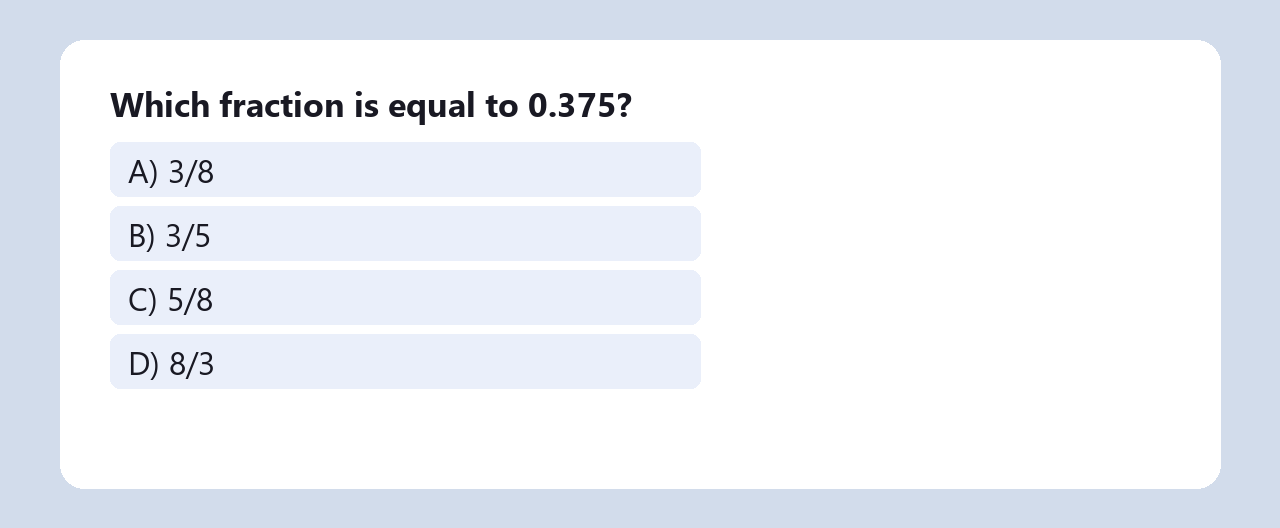 Which fraction is equal to 0.375?
A) 3/8
B) 3/5
C) 5/8
D) 8/3